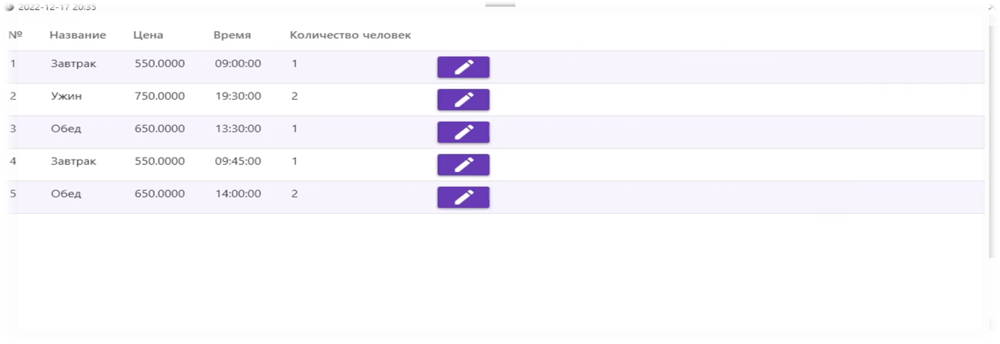 2022-12-17 20:35
№ Название Цена Время Количество человек
1 Завтрак 550.0000 09:00:00 1
2 Ужин 750.0000 19:30:00 2
3 Обед 650.0000 13:30:00 1
4 Завтрак 550.0000 09:45:00 1
5 Обед 650.0000 14:00:00 2